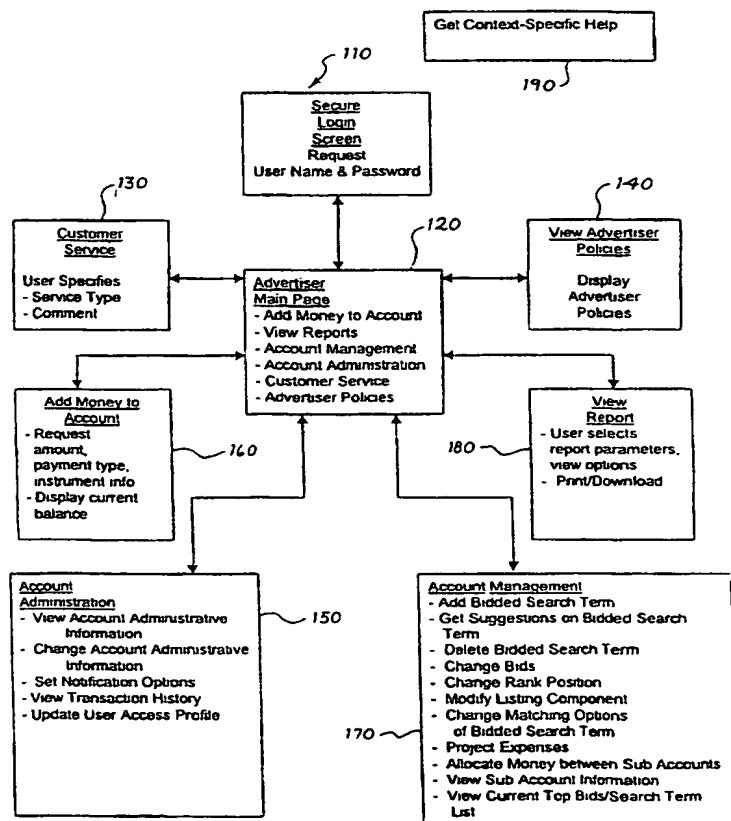 Get Context-Specific Help
190
110
Secure
Login
Screen
Request
User Name & Password
130
Customer
Service
User Specifies
- Service Type
- Comment
120
Advertiser
Main Page
- Add Money to Account
- View Reports
- Account Management
- Account Administration
- Customer Service
- Advertiser Policies
140
View Advertiser
Policies
Display
Advertiser
Policies
Add Money to
Account
- Request
amount,
payment type,
instrument info
- Display current
balance
160
View
Report
- User selects
report parameters,
view options
- Print/Download
180
Account
Administration
- View Account Administrative
Information
- Change Account Administrative
Information
- Set Notification Options
- View Transaction History
- Update User Access Profile
150
Account Management
- Add Bidded Search Term
- Get Suggestions on Bidded Search
Term
- Delete Bidded Search Term
- Change Bids
- Change Rank Position
- Modify Listing Component
- Change Matching Options
of Bidded Search Term
- Project Expenses
- Allocate Money between Sub Accounts
- View Sub Account Information
- View Current Top Bids/Search Term
List
170